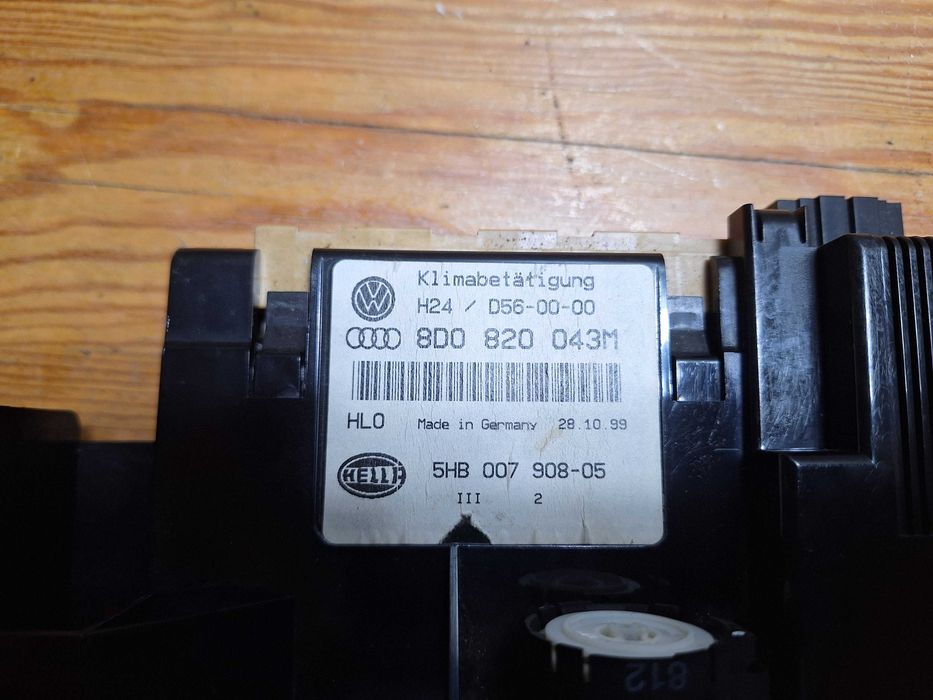 Klimabetätigung
H24 / D56-00-00
8D0 820 043M
HLO Made in Germany 28.10.99
HELLA 5HB 007 908-05
III 2
812